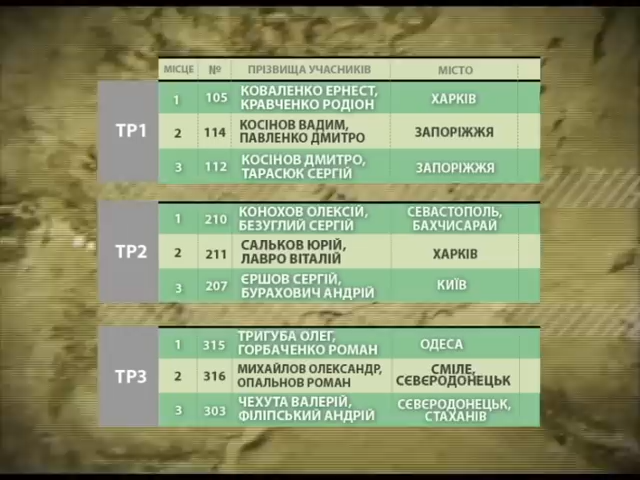 МІСЦЕ № ПРІЗВИЩА УЧАСНИКІВ МІСТО
ТР1
1 105 КОВАЛЕНКО ЕРНЕСТ, ХАРКІВ
КРАВЧЕНКО РОДІОН
2 114 КОСІНОВ ВАДИМ, ЗАПОРІЖЖЯ
ПАВЛЕНКО ДМИТРО
3 112 КОСІНОВ ДМИТРО, ЗАПОРІЖЖЯ
ТАРАСЮК СЕРГІЙ
ТР2
1 210 КОНОХОВ ОЛЕКСІЙ, СЕВАСТОПОЛЬ,
БЕЗУГЛИЙ СЕРГІЙ БАХЧИСАРАЙ
2 211 САЛЬКОВ ЮРІЙ, ХАРКІВ
ЛАВРО ВІТАЛІЙ
3 207 ЄРШОВ СЕРГІЙ, КИЇВ
БУРАХОВИЧ АНДРІЙ
ТР3
1 315 ТРИГУБА ОЛЕГ, ОДЕСА
ГОРБАЧЕНКО РОМАН
2 316 МИХАЙЛОВ ОЛЕКСАНДР, СМІЛЕ,
ОПАЛЬНОВ РОМАН СЄВЄРОДОНЕЦЬК
3 303 ЧЕХУТА ВАЛЕРІЙ, СЄВЄРОДОНЕЦЬК,
ФІЛІПСЬКИЙ АНДРІЙ СТАХАНІВ